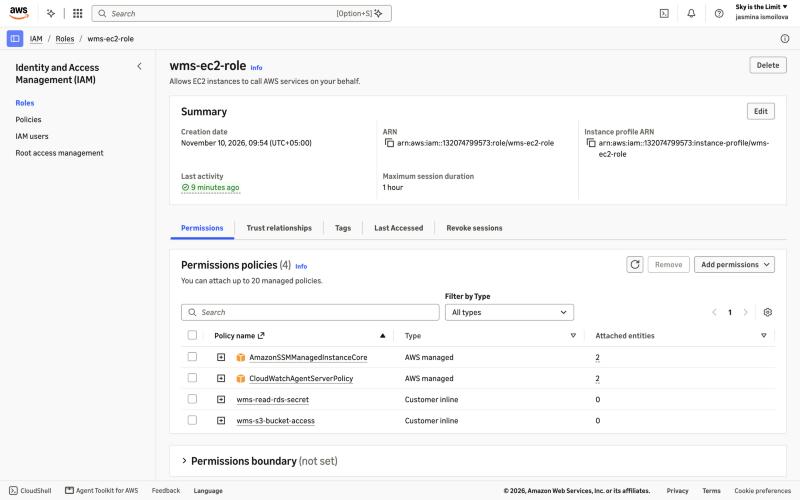 aws
Search
[Option+S]
Sky is the Limit
jasmina ismoilova
IAM / Roles / wms-ec2-role
Identity and Access
Management (IAM)
Roles
Policies
IAM users
Root access management
wms-ec2-role Info
Delete
Allows EC2 instances to call AWS services on your behalf.
Summary
Edit
Creation date
November 10, 2026, 09:54 (UTC+05:00)
ARN
arn:aws:iam::132074799573:role/wms-ec2-role
Instance profile ARN
arn:aws:iam::132074799573:instance-profile/wms-
ec2-role
Last activity
9 minutes ago
Maximum session duration
1 hour
Permissions
Trust relationships
Tags
Last Accessed
Revoke sessions
Permissions policies (4) Info
Remove
Add permissions
You can attach up to 20 managed policies.
Filter by Type
Search
All types
1
Policy name
Type
Attached entities
AmazonSSMManagedInstanceCore
AWS managed
2
CloudWatchAgentServerPolicy
AWS managed
2
wms-read-rds-secret
Customer inline
0
wms-s3-bucket-access
Customer inline
0
Permissions boundary (not set)
CloudShell
Agent Toolkit for AWS
Feedback
Language
© 2026, Amazon Web Services, Inc. or its affiliates.
Privacy
Terms
Cookie preferences